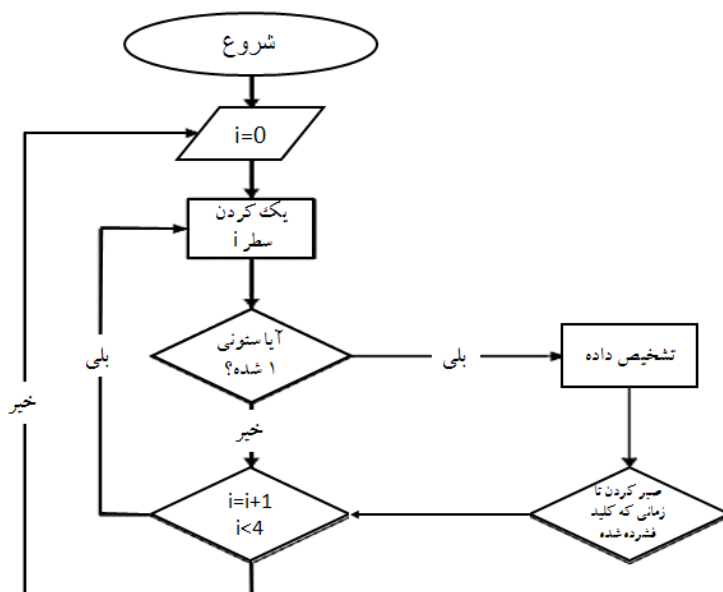 شروع
i=0
یک کردن
سطر i
آیا ستونی
۱ شده؟
بلی
تشخیص داده
بلی
خیر
خیر
i=i+1
i<4
صبر کردن تا
زمانی که کلید
فشرده شده